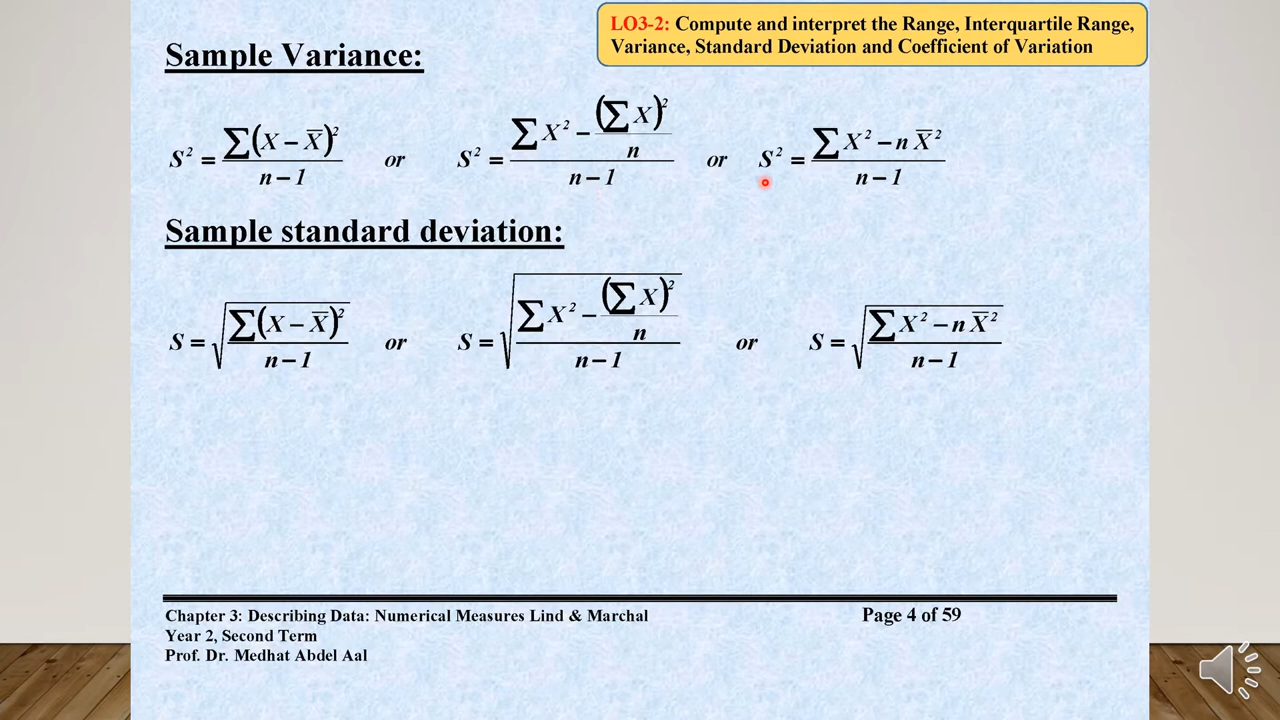 LO3-2: Compute and interpret the Range, Interquartile Range,
Variance, Standard Deviation and Coefficient of Variation
Sample Variance:
S² = ∑(X − X̄)² / n − 1 or S² = (∑X² − (∑X)² / n) / n − 1 or S² = ∑X² − n X̄² / n − 1
Sample standard deviation:
S = √(∑(X − X̄)² / n − 1) or S = √((∑X² − (∑X)² / n) / n − 1) or S = √(∑X² − n X̄² / n − 1)
Chapter 3: Describing Data: Numerical Measures Lind & Marchal Page 4 of 59
Year 2, Second Term
Prof. Dr. Medhat Abdel Aal